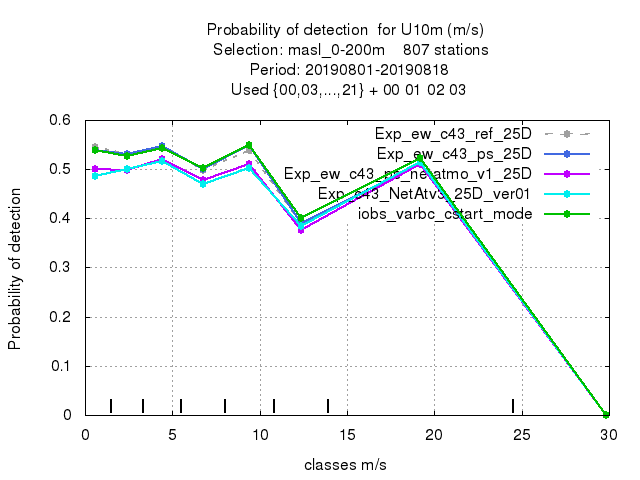 Probability of detection for U10m (m/s)
Selection: masl_0-200m 807 stations
Period: 20190801-20190818
Used {00,03,...,21} + 00 01 02 03
Exp_ew_c43_ref_25D
Exp_ew_c43_ps_25D
Exp_ew_c43_ps_netatmo_v1_25D
Exp_c43_NetAtv3_25D_ver01
iobs_varbc_cstart_mode
Probability of detection
0.6
0.5
0.4
0.3
0.2
0.1
0
0 5 10 15 20 25 30
classes m/s